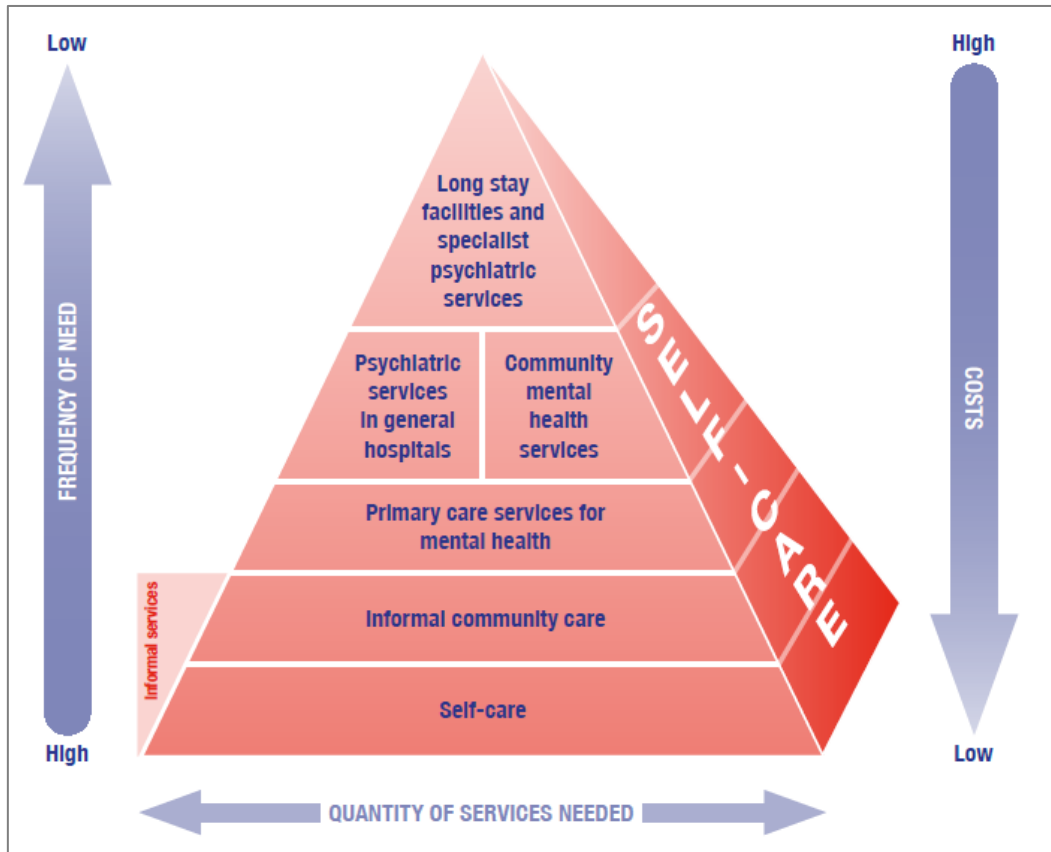 Low
High
FREQUENCY OF NEED
COSTS
Long stay
facilities and
specialist
psychiatric
services
Psychiatric
services
in general
hospitals
Community
mental
health
services
SELF-CARE
Primary care services for
mental health
Informal services
Informal community care
Self-care
High
Low
QUANTITY OF SERVICES NEEDED